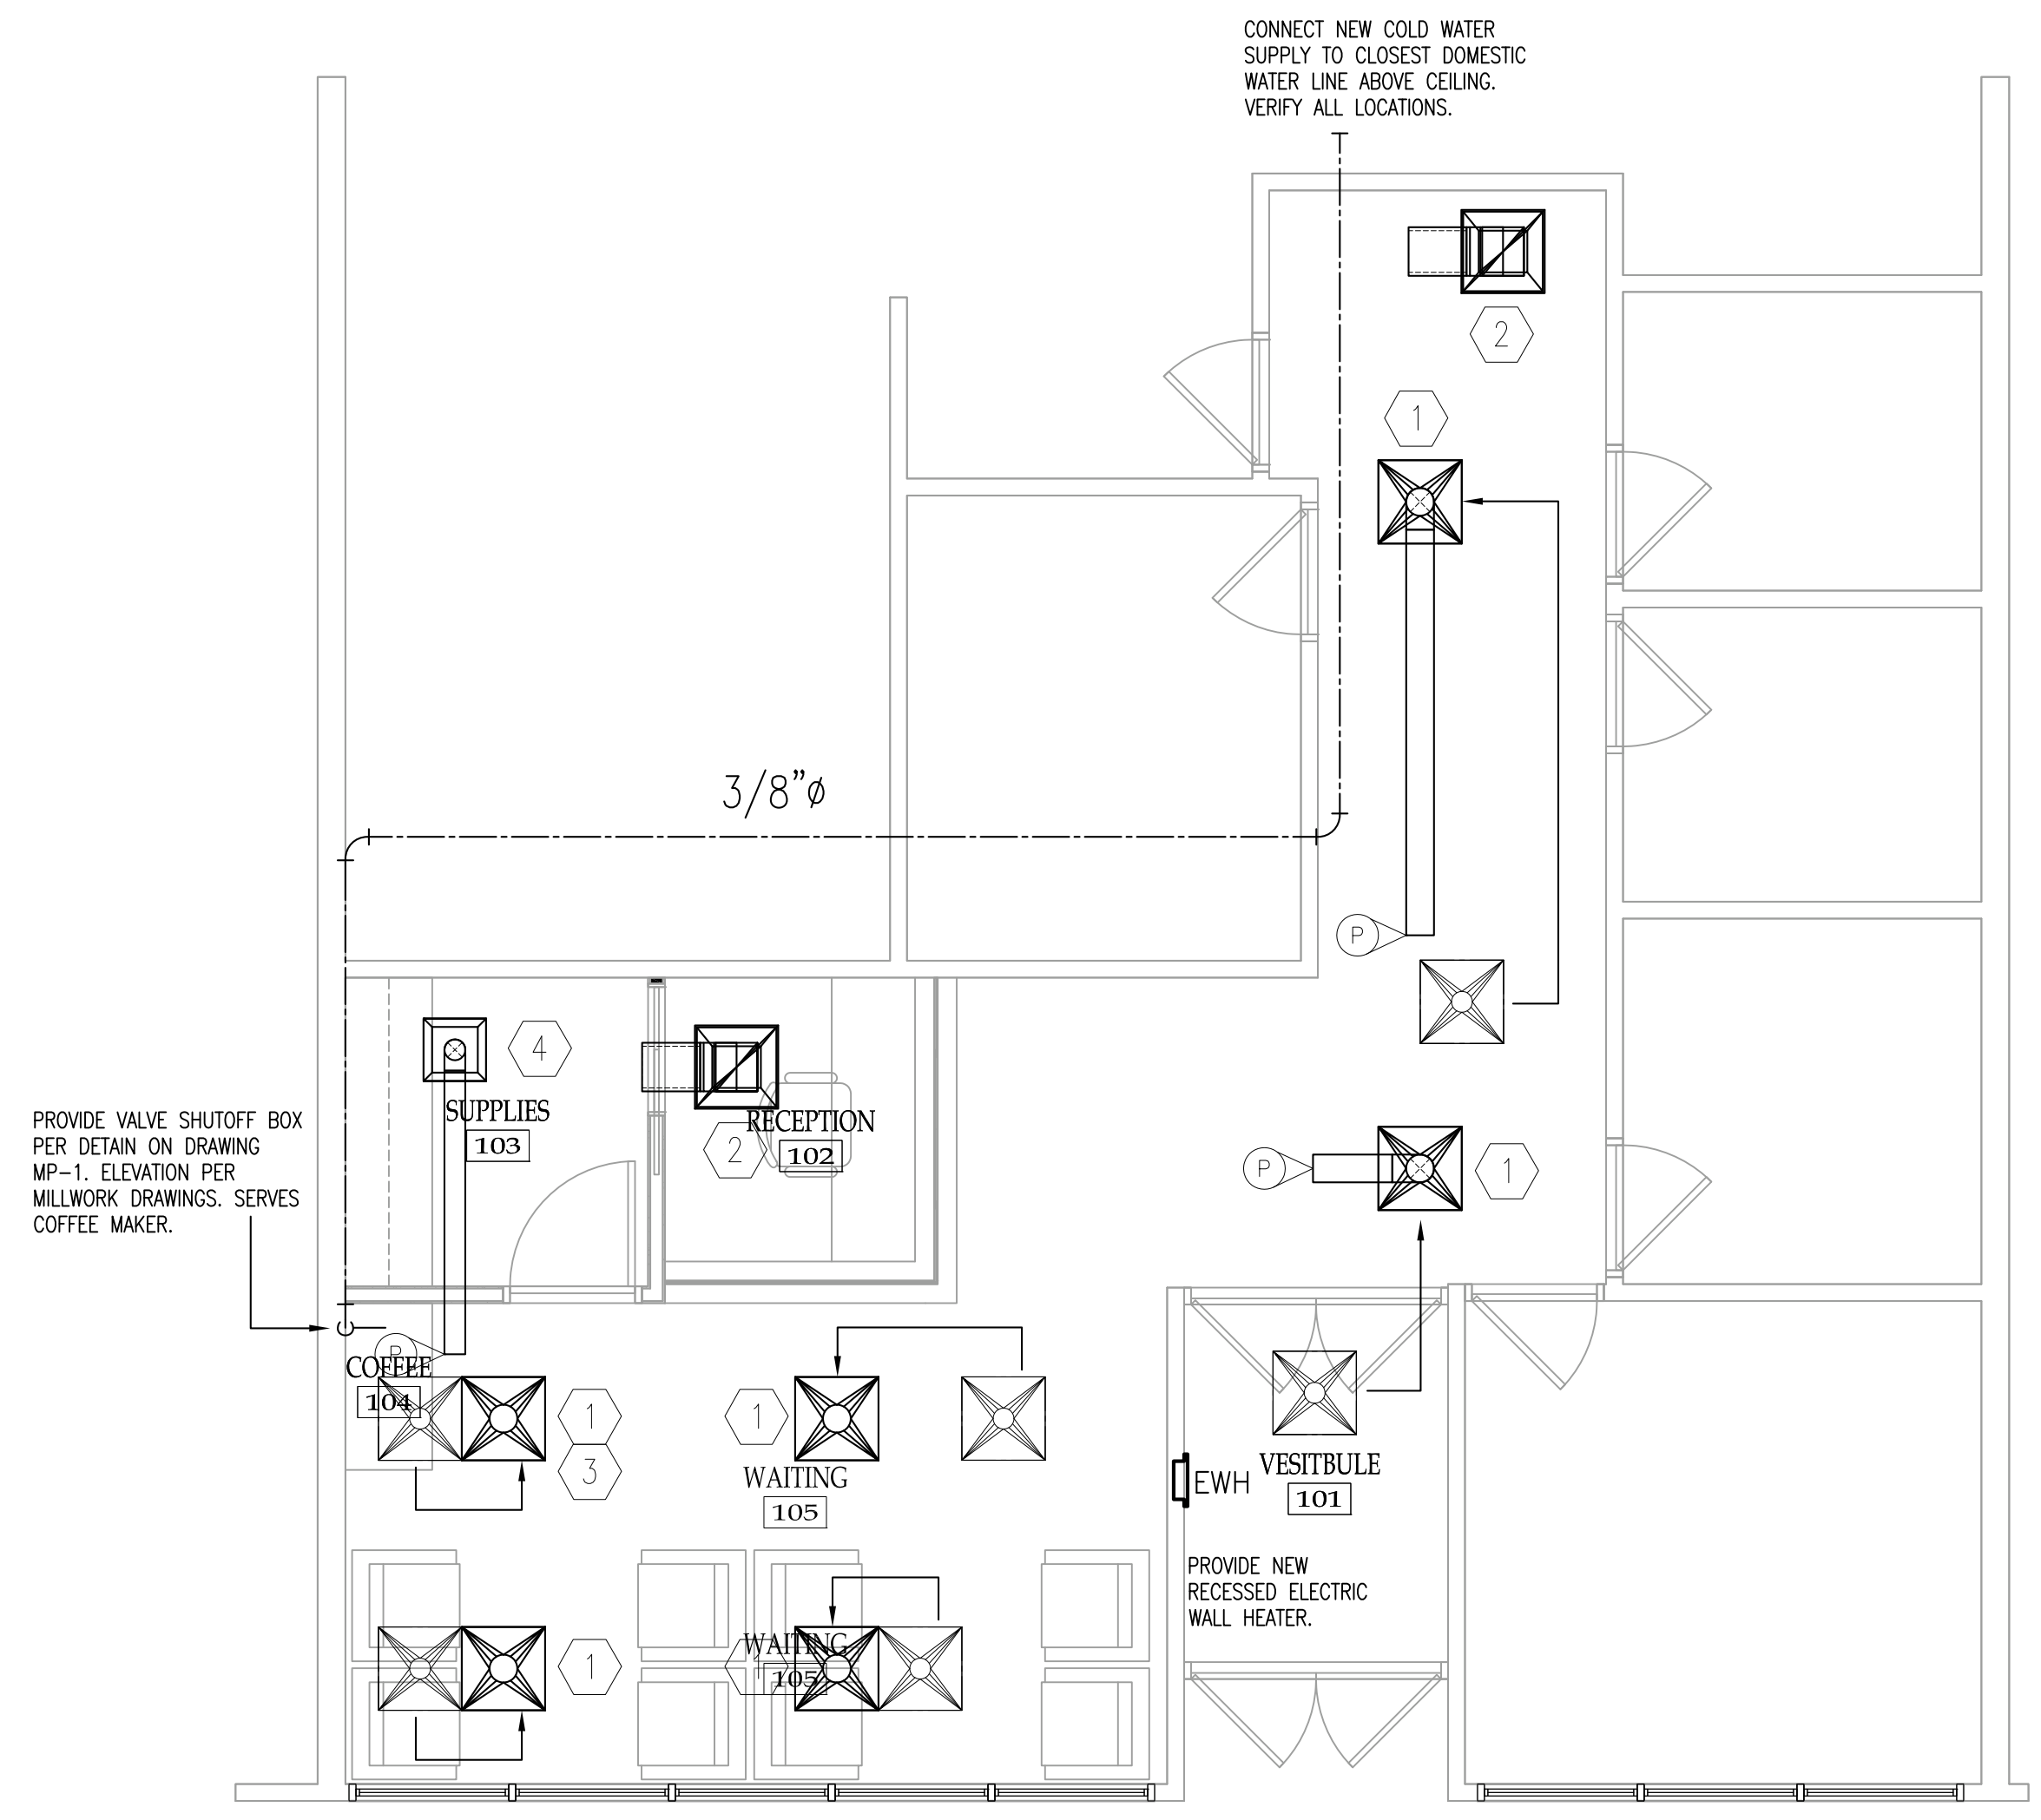 CONNECT NEW COLD WATER
SUPPLY TO CLOSEST DOMESTIC
WATER LINE ABOVE CEILING.
VERIFY ALL LOCATIONS.
2
1
3/8"ø
P
4
SUPPLIES
103
RECEPTION
102
2
P
1
PROVIDE VALVE SHUTOFF BOX
PER DETAIN ON DRAWING
MP-1. ELEVATION PER
MILLWORK DRAWINGS. SERVES
COFFEE MAKER.
P
COFFEE
104
1
3
1
WAITING
105
EWH
VESITBULE
101
PROVIDE NEW
RECESSED ELECTRIC
WALL HEATER.
1
1
WAITING
105